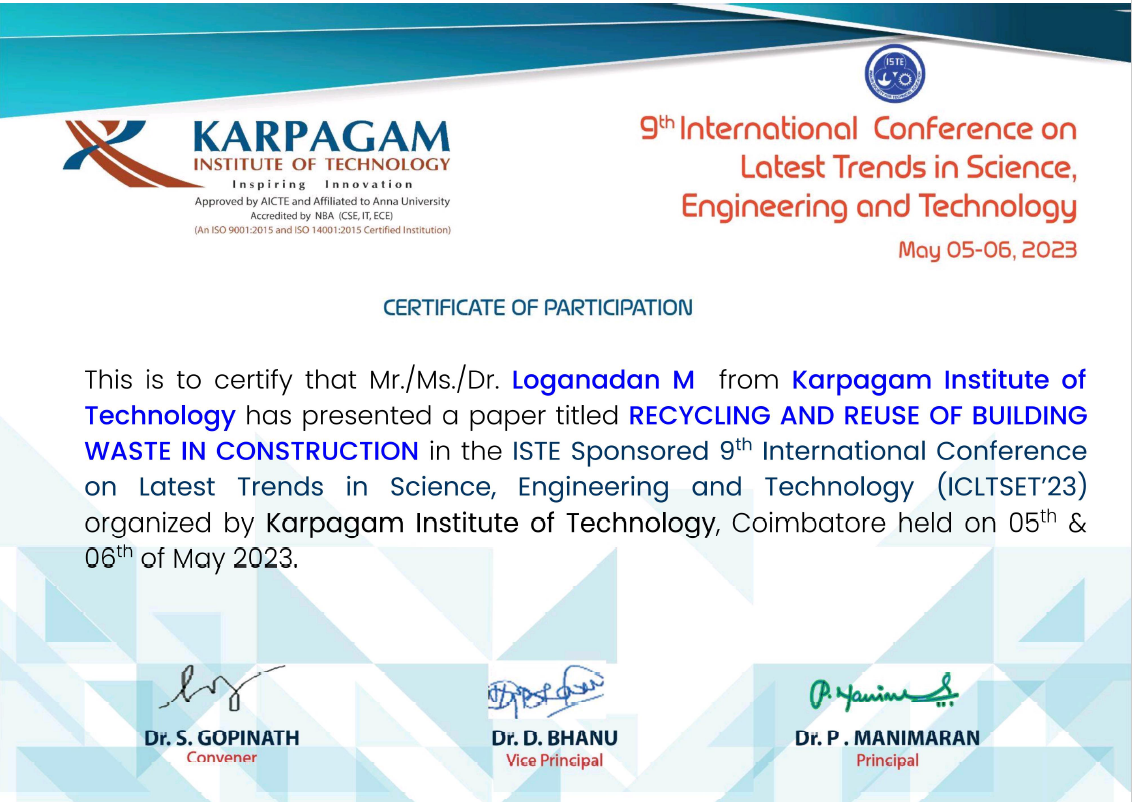 ISTE
KARPAGAM
INSTITUTE OF TECHNOLOGY
Inspiring Innovation
Approved by AICTE and Affiliated to Anna University
Accredited by NBA (CSE, IT, ECE)
(An ISO 9001:2015 and ISO 14001:2015 Certified Institution)
9th International Conference on
Latest Trends in Science,
Engineering and Technology
May 05-06, 2023
CERTIFICATE OF PARTICIPATION
This is to certify that Mr./Ms./Dr. Loganadan M from Karpagam Institute of
Technology has presented a paper titled RECYCLING AND REUSE OF BUILDING
WASTE IN CONSTRUCTION in the ISTE Sponsored 9th International Conference
on Latest Trends in Science, Engineering and Technology (ICLTSET’23)
organized by Karpagam Institute of Technology, Coimbatore held on 05th &
06th of May 2023.
P. Manim
Dr. S. GOPINATH
Convener
Dr. D. BHANU
Vice Principal
Dr. P . MANIMARAN
Principal